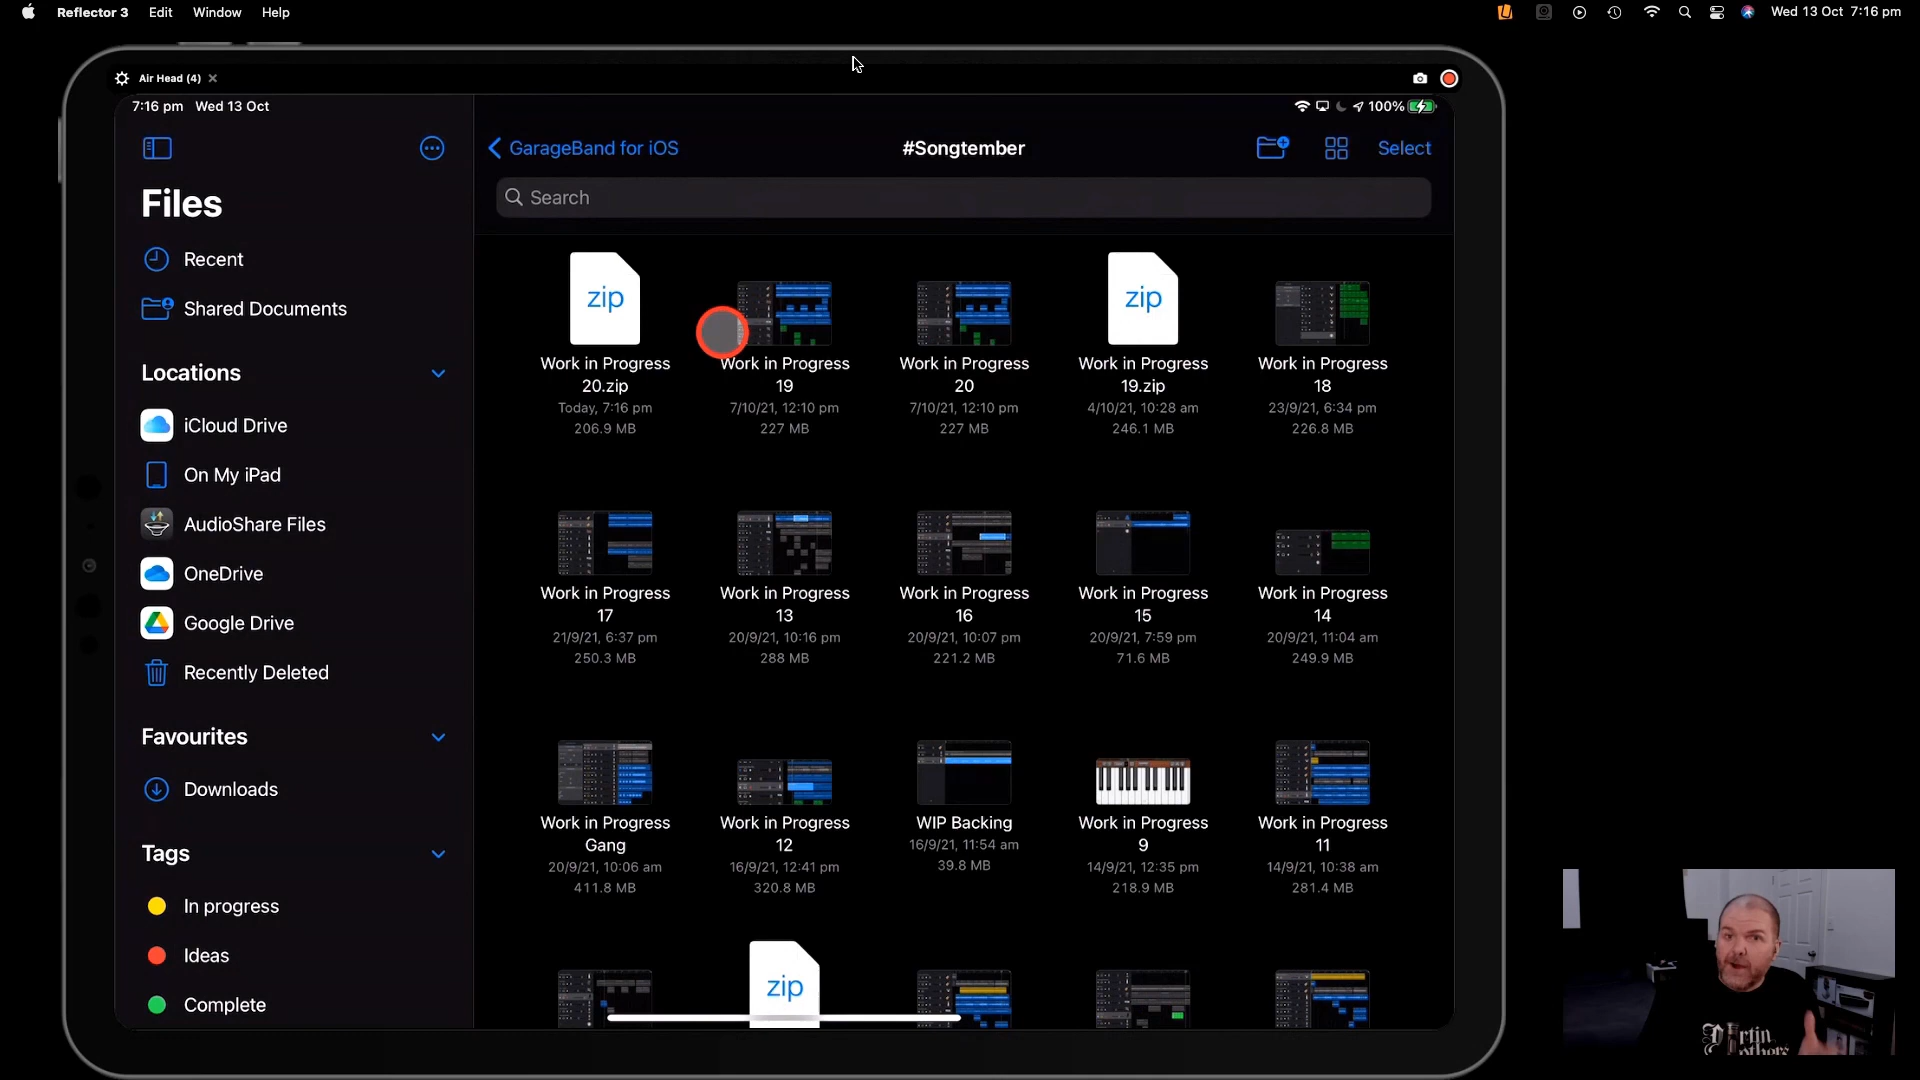 Reflector 3 Edit Window Help
Wed 13 Oct 7:16 pm
Air Head (4)
7:16 pm Wed 13 Oct
100%
GarageBand for iOS
#Songtember
Select
Search
Files
Recent
Shared Documents
Locations
iCloud Drive
On My iPad
AudioShare Files
OneDrive
Google Drive
Recently Deleted
Favourites
Downloads
Tags
In progress
Ideas
Complete
zip
Work in Progress
20.zip
Today, 7:16 pm
206.9 MB
Work in Progress
19
7/10/21, 12:10 pm
227 MB
Work in Progress
20
7/10/21, 12:10 pm
227 MB
zip
Work in Progress
19.zip
4/10/21, 10:28 am
246.1 MB
Work in Progress
18
23/9/21, 6:34 pm
226.8 MB
Work in Progress
17
21/9/21, 6:37 pm
250.3 MB
Work in Progress
13
20/9/21, 10:16 pm
288 MB
Work in Progress
16
20/9/21, 10:07 pm
221.2 MB
Work in Progress
15
20/9/21, 7:59 pm
71.6 MB
Work in Progress
14
20/9/21, 11:04 am
249.9 MB
Work in Progress
Gang
20/9/21, 10:06 am
411.8 MB
Work in Progress
12
16/9/21, 12:41 pm
320.8 MB
WIP Backing
16/9/21, 11:54 am
39.8 MB
Work in Progress
9
14/9/21, 12:35 pm
218.9 MB
Work in Progress
11
14/9/21, 10:38 am
281.4 MB
zip